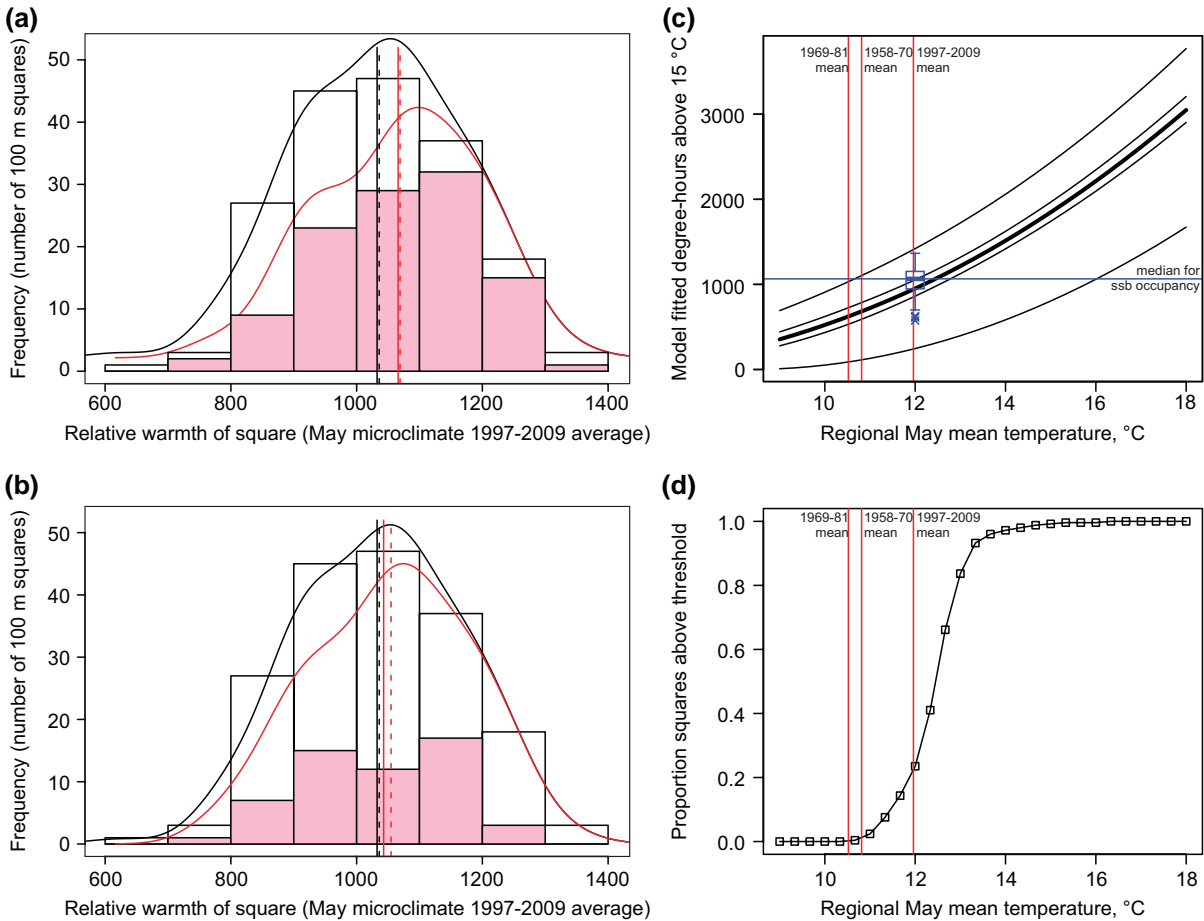 (a)
Frequency (number of 100 m squares)
50
40
30
20
10
0
600 800 1000 1200 1400
Relative warmth of square (May microclimate 1997-2009 average)
(b)
Frequency (number of 100 m squares)
50
40
30
20
10
0
600 800 1000 1200 1400
Relative warmth of square (May microclimate 1997-2009 average)
(c)
Model fitted degree-hours above 15 °C
3000
2000
1000
0
1969-81 1958-70 1997-2009
mean mean mean
median for
ssb occupancy
10 12 14 16 18
Regional May mean temperature, °C
(d)
Proportion squares above threshold
1.0
0.8
0.6
0.4
0.2
0.0
1969-81 1958-70 1997-2009
mean mean mean
10 12 14 16 18
Regional May mean temperature, °C